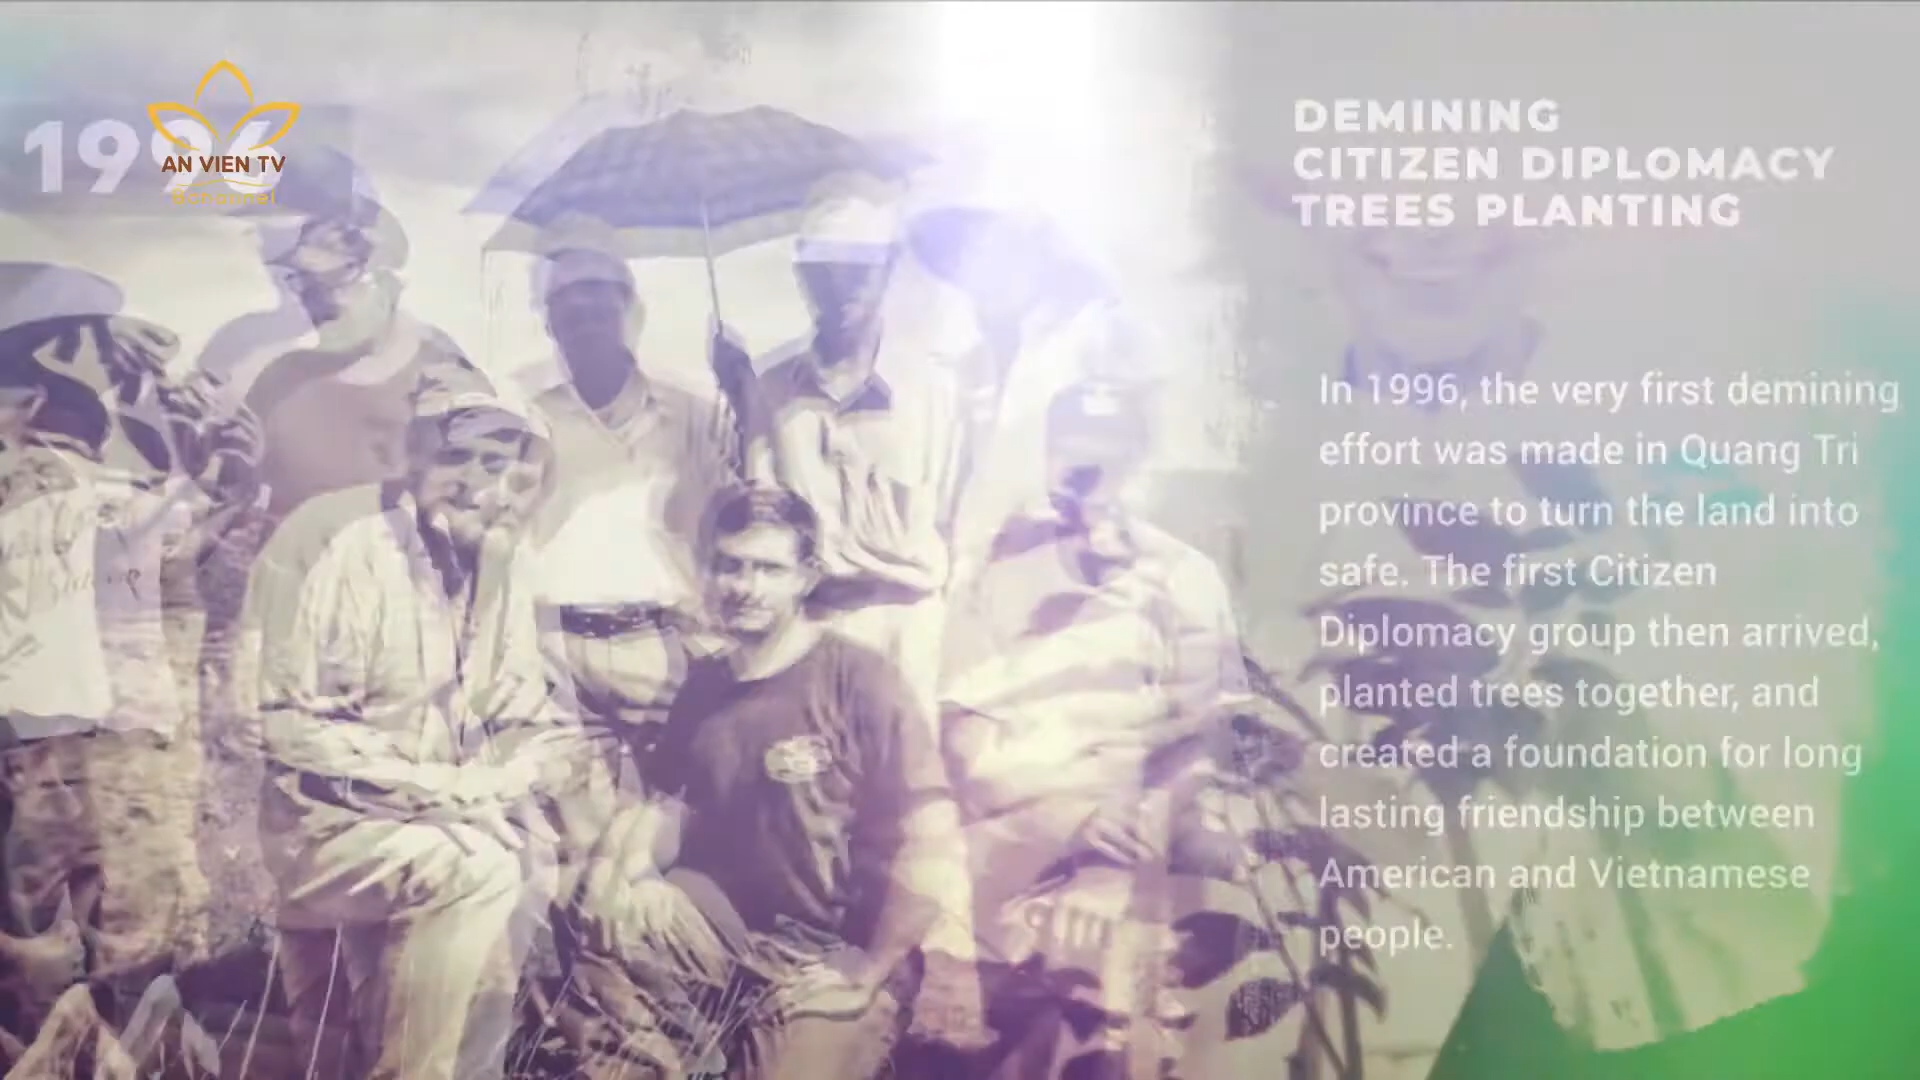 1996
AN VIEN TV
Bchannel
DEMINING
CITIZEN DIPLOMACY
TREES PLANTING
In 1996, the very first demining
effort was made in Quang Tri
province to turn the land into
safe. The first Citizen
Diplomacy group then arrived,
planted trees together, and
created a foundation for long
lasting friendship between
American and Vietnamese
people.